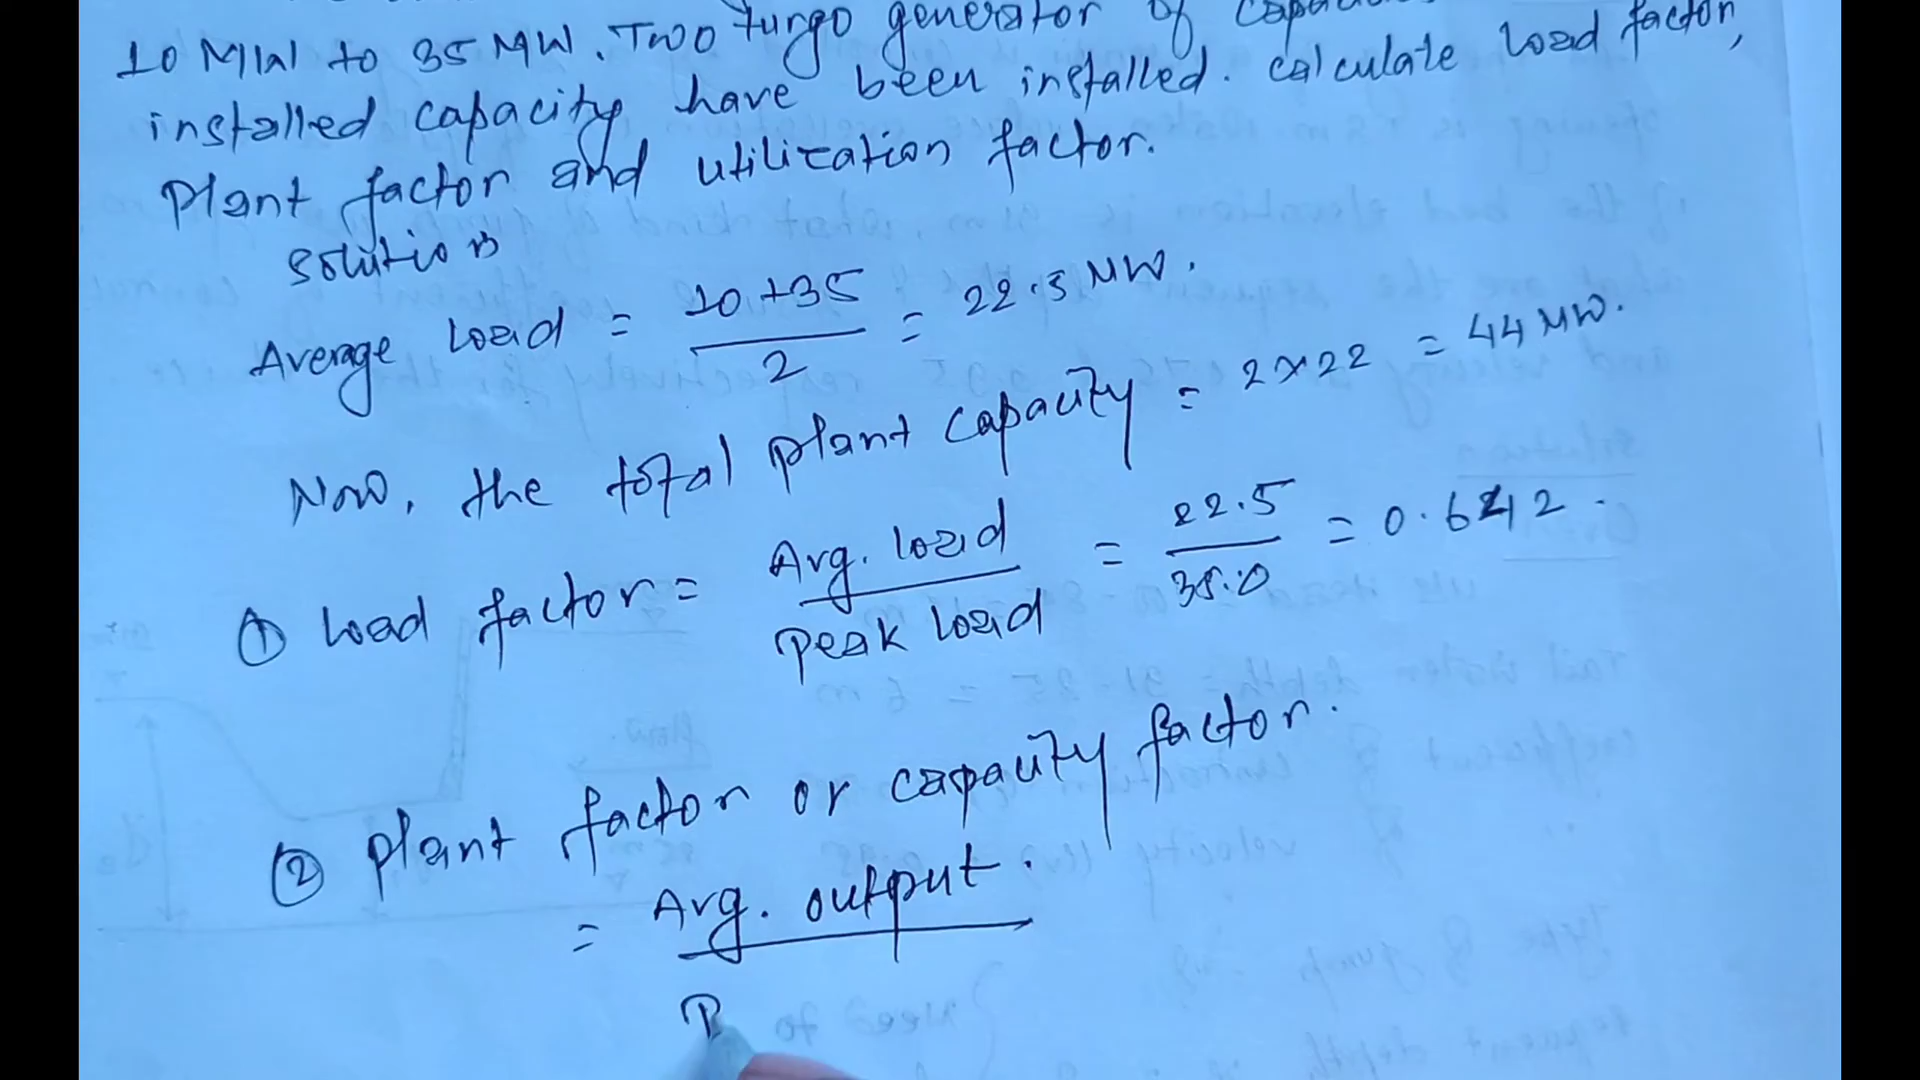 10 MW to 35 MW. Two turgo generator of
installed capacity have been installed. calculate load factor,
Plant factor and utilization factor.
solution
Average load = 10+35 / 2 = 22.5 MW.
Now, the total plant capacity = 2×22 = 44 MW.
① load factor = Avg. load / peak load = 22.5 / 35.0 = 0.642.
② plant factor or capacity factor.
= Avg. output.
P